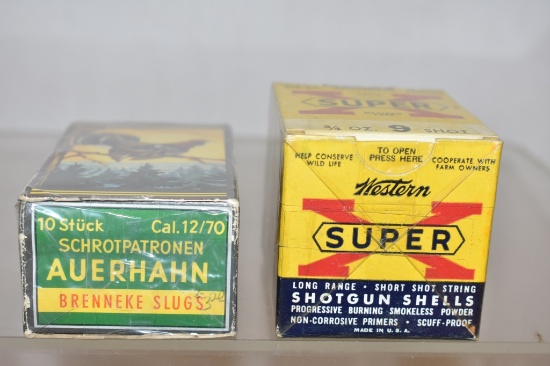 10 Stück Cal. 12/70
SCHROTPATRONEN
AUERHAHN
BRENNEKE SLUGS
SUPER X
3/4 OZ. 9 SHOT
HELP CONSERVE WILD LIFE
TO OPEN PRESS HERE
COOPERATE WITH FARM OWNERS
Western
SUPER X
LONG RANGE • SHORT SHOT STRING
SHOTGUN SHELLS
PROGRESSIVE BURNING SMOKELESS POWDER
NON-CORROSIVE PRIMERS • SCUFF-PROOF
MADE IN U.S.A.